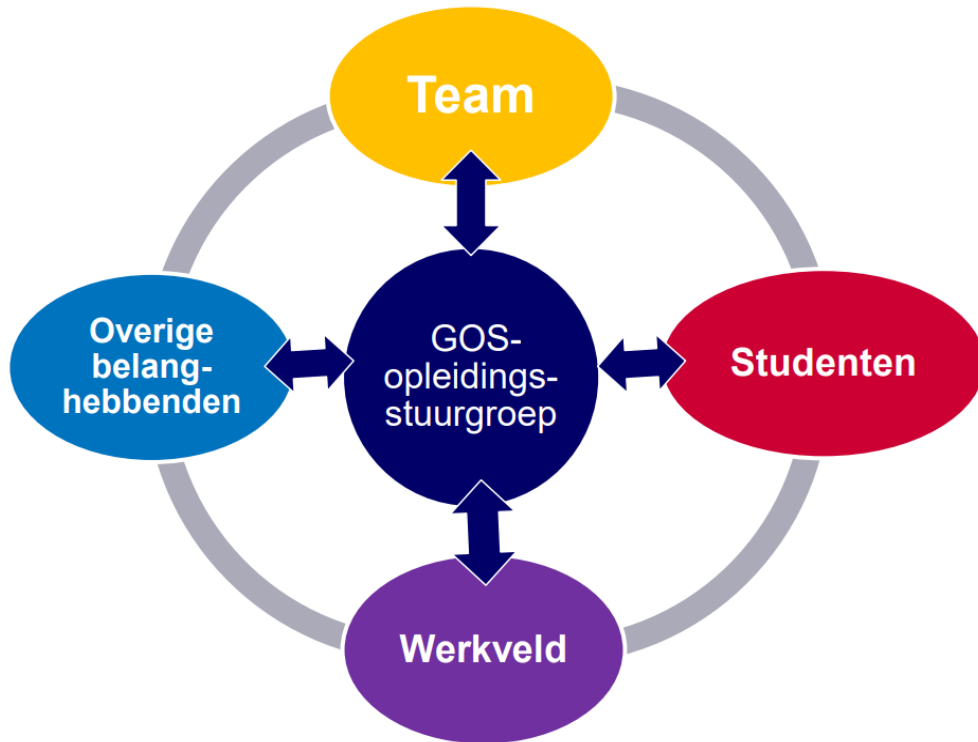 Team
Overige
belang-
hebbenden
GOS-
opleidings-
stuurgroep
Studenten
Werkveld